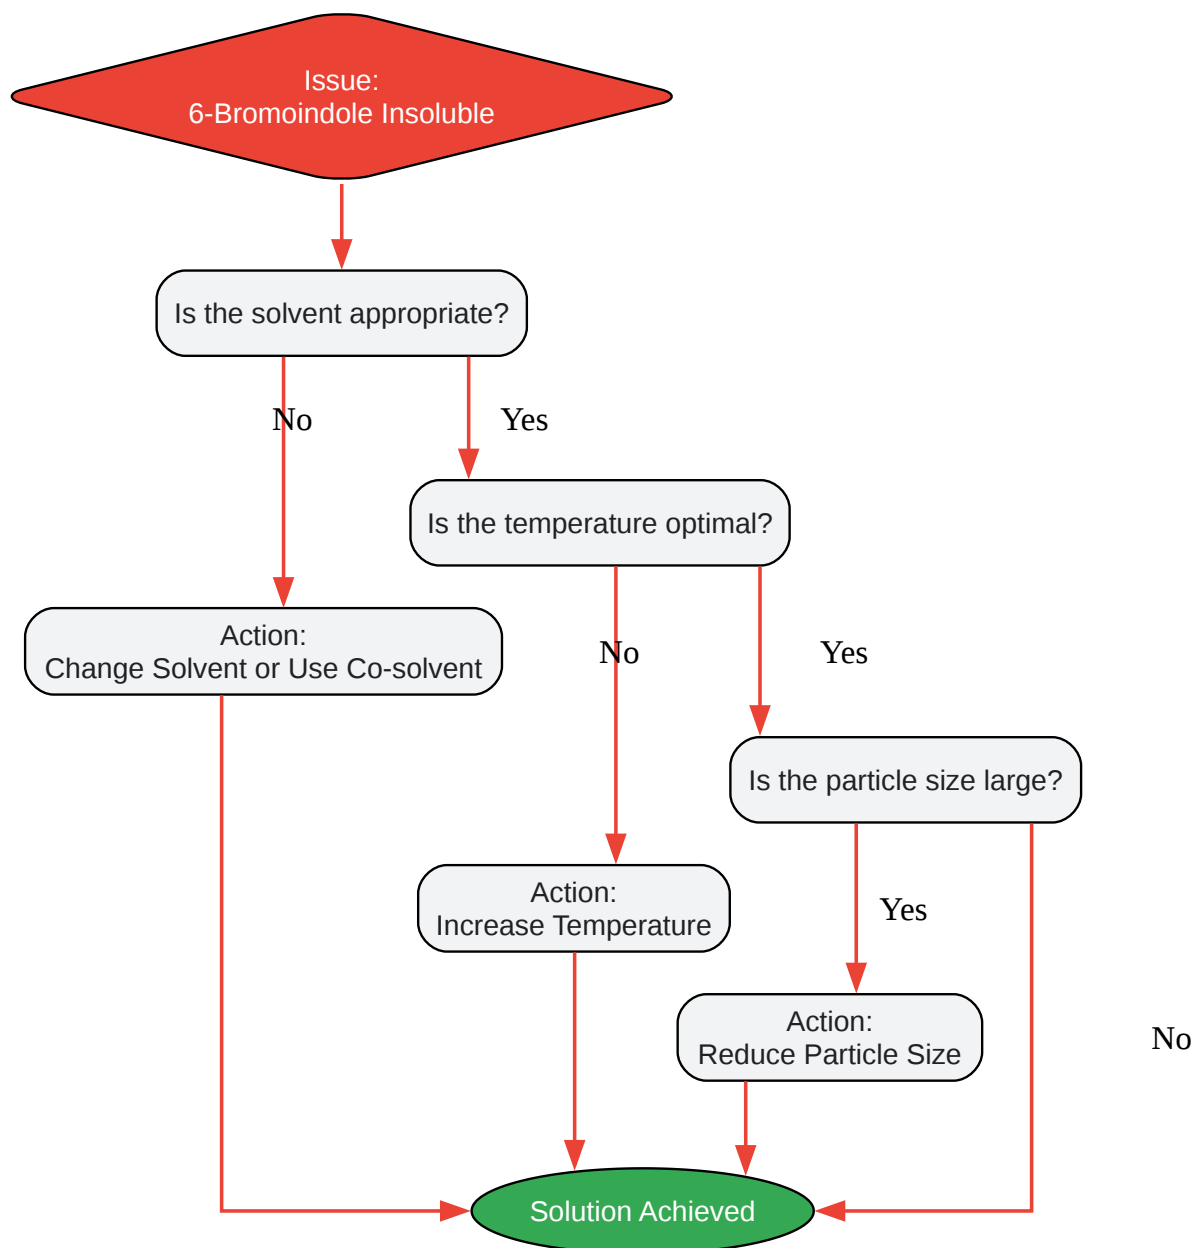 Issue:
6-Bromoindole Insoluble
Is the solvent appropriate?
No
Yes
Is the temperature optimal?
Action:
Change Solvent or Use Co-solvent
No
Yes
Is the particle size large?
Action:
Increase Temperature
Yes
Action:
Reduce Particle Size
No
Solution Achieved